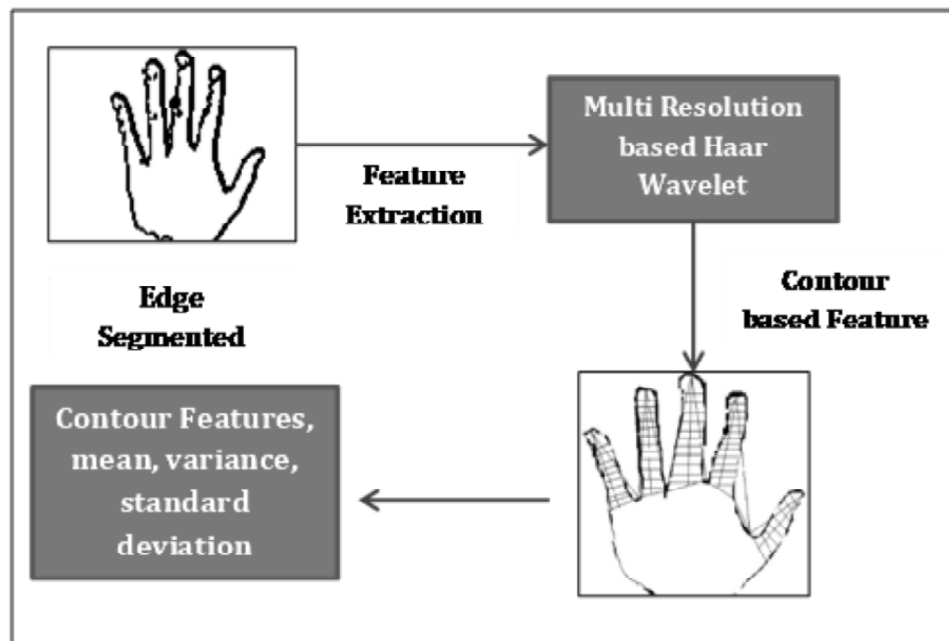 Multi Resolution
based Haar
Wavelet
Feature
Extraction
Edge
Segmented
Contour
based Feature
Contour Features,
mean, variance,
standard
deviation